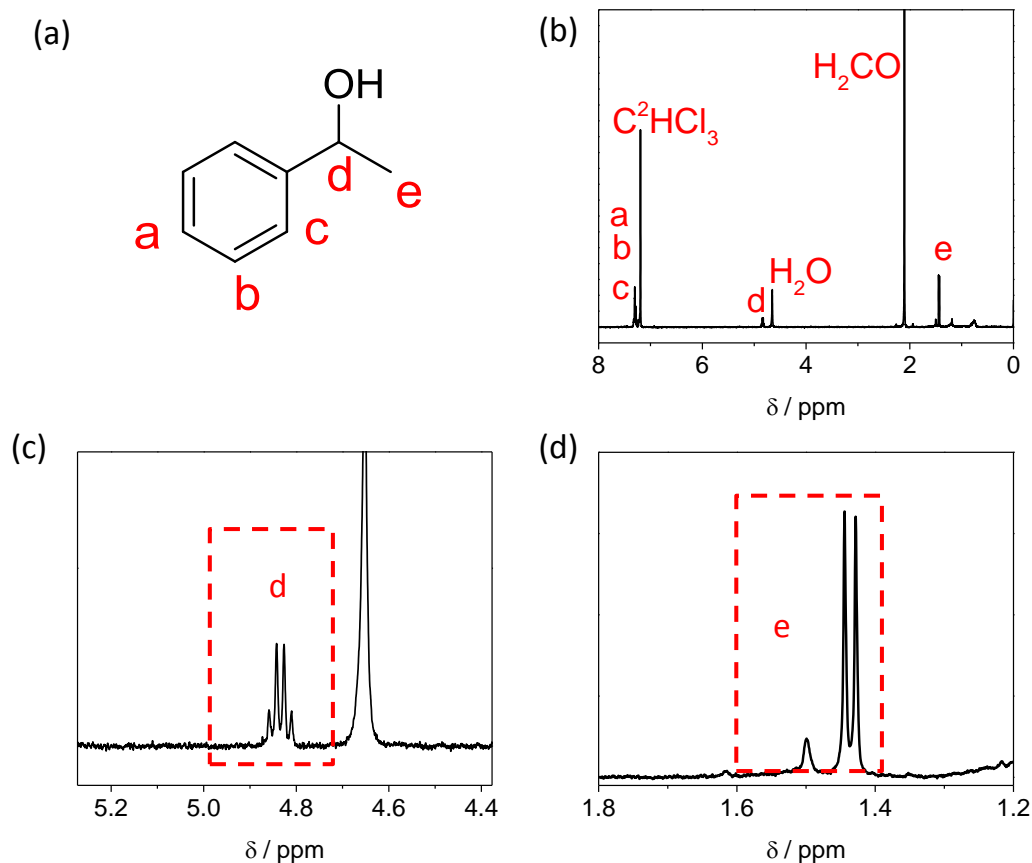 (a)
OH
d
e
c
a
b
(b)
H₂CO
C²HCl₃
a
b
c
d
H₂O
e
8 6 4 2 0
δ / ppm
(c)
d
5.2 5.0 4.8 4.6 4.4
δ / ppm
(d)
e
1.8 1.6 1.4 1.2
δ / ppm